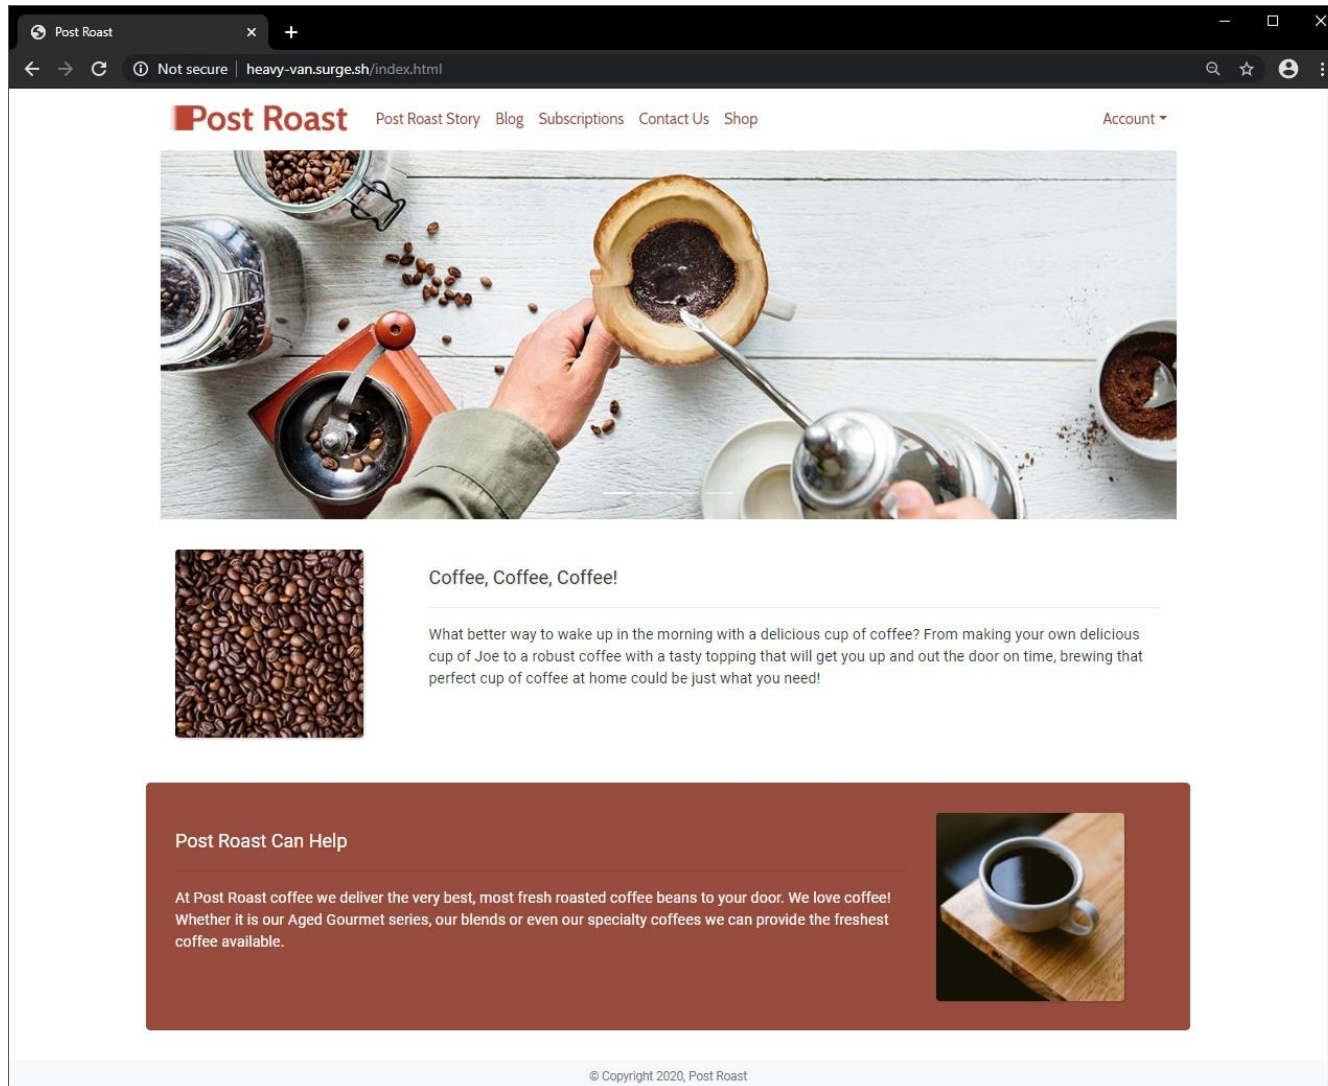 Post Roast
Not secure heavy-van.surge.sh/index.html
Post Roast Post Roast Story Blog Subscriptions Contact Us Shop Account
Coffee, Coffee, Coffee!
What better way to wake up in the morning with a delicious cup of coffee? From making your own delicious
cup of Joe to a robust coffee with a tasty topping that will get you up and out the door on time, brewing that
perfect cup of coffee at home could be just what you need!
Post Roast Can Help
At Post Roast coffee we deliver the very best, most fresh roasted coffee beans to your door. We love coffee!
Whether it is our Aged Gourmet series, our blends or even our specialty coffees we can provide the freshest
coffee available.
© Copyright 2020, Post Roast